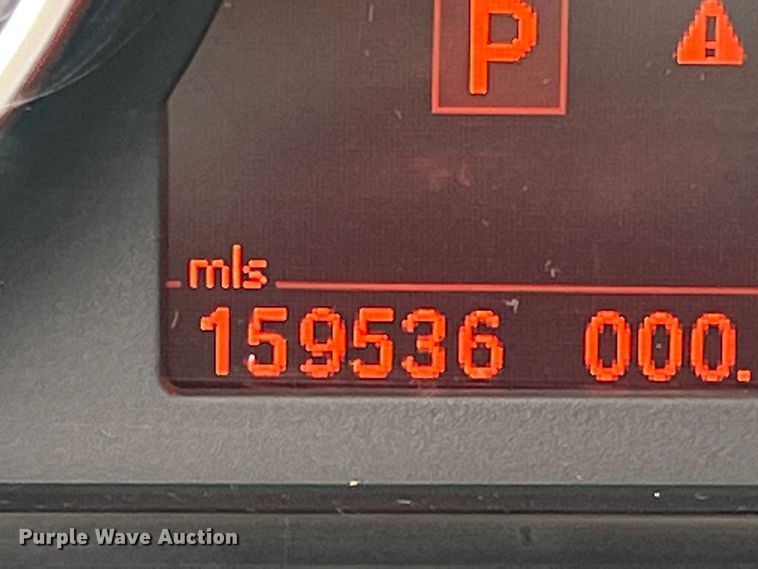 P
mls
159536 000.
Purple Wave Auction